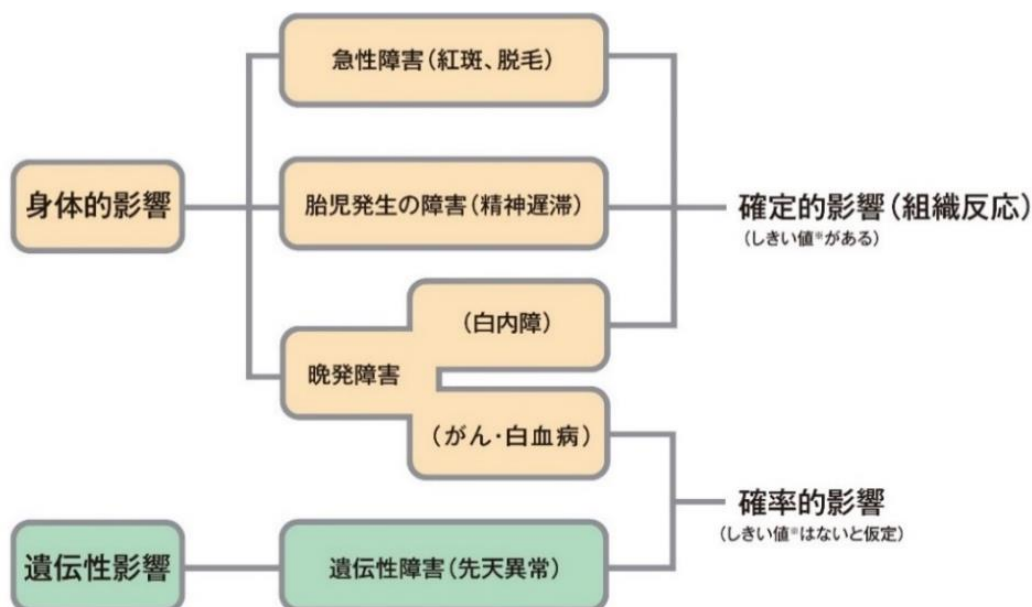 急性障害(紅斑、脱毛)
身体的影響
胎児発生の障害(精神遅滞)
確定的影響(組織反応)
(しきい値※がある)
(白内障)
晩発障害
(がん・白血病)
確率的影響
(しきい値※はないと仮定)
遺伝性影響
遺伝性障害(先天異常)